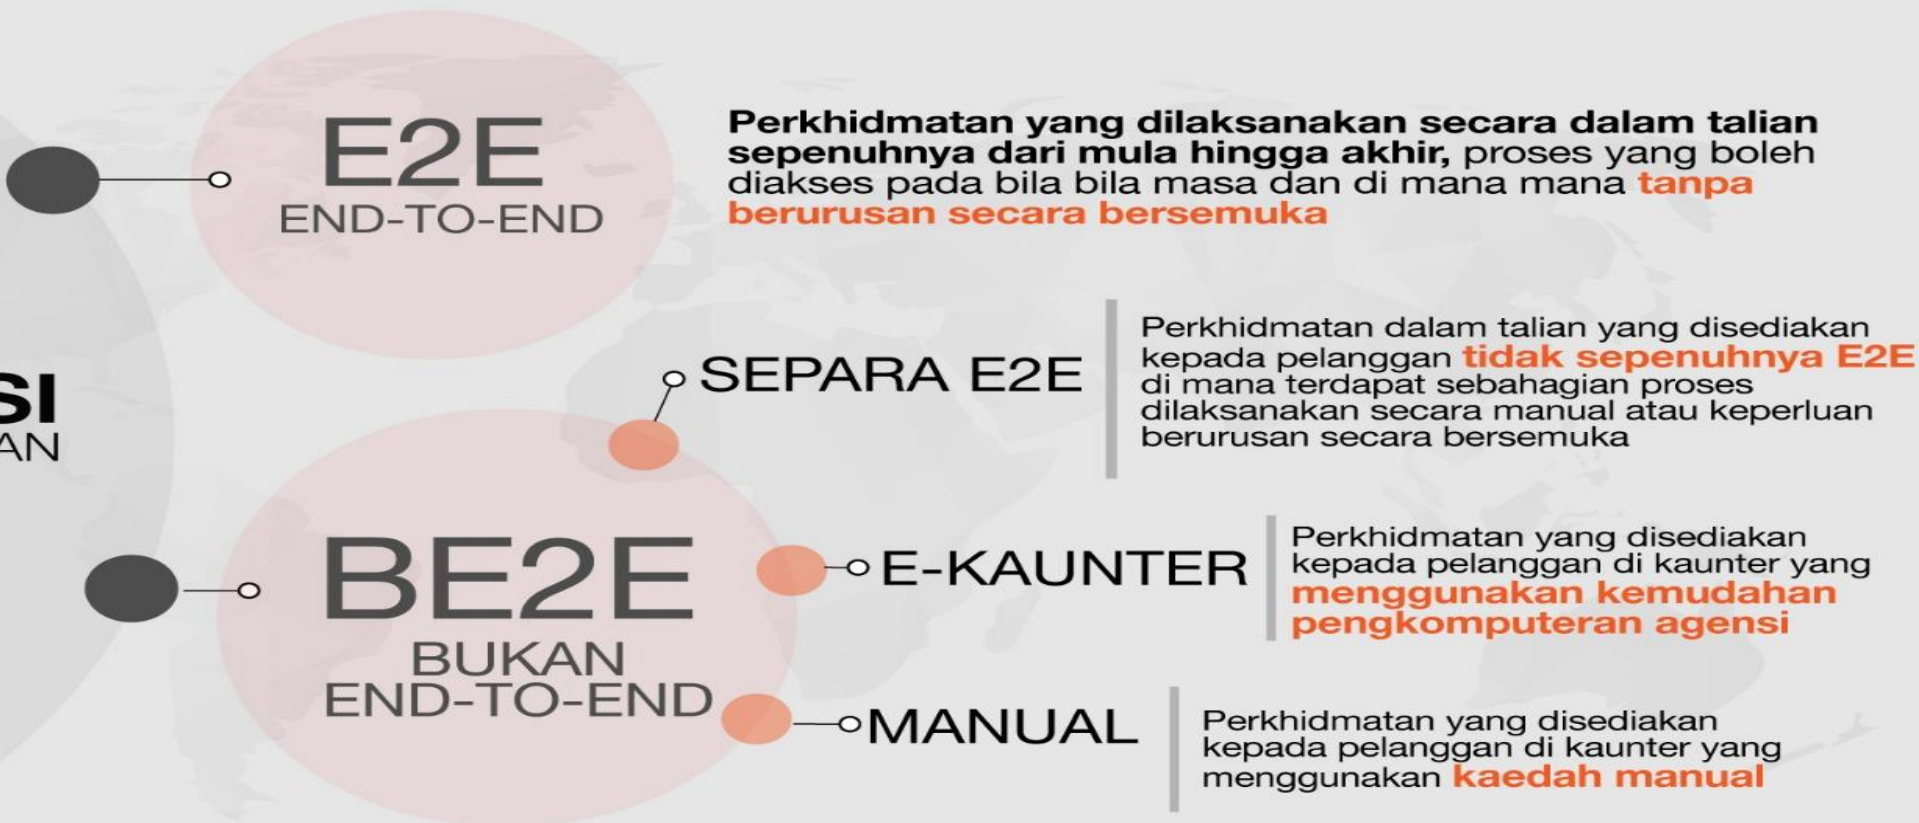 E2E
END-TO-END
Perkhidmatan yang dilaksanakan secara dalam talian
sepenuhnya dari mula hingga akhir, proses yang boleh
diakses pada bila bila masa dan di mana mana tanpa
berurusan secara bersemuka
SI
AN
SEPARA E2E
Perkhidmatan dalam talian yang disediakan
kepada pelanggan tidak sepenuhnya E2E
di mana terdapat sebahagian proses
dilaksanakan secara manual atau keperluan
berurusan secara bersemuka
BE2E
BUKAN
END-TO-END
E-KAUNTER
Perkhidmatan yang disediakan
kepada pelanggan di kaunter yang
menggunakan kemudahan
pengkomputeran agensi
MANUAL
Perkhidmatan yang disediakan
kepada pelanggan di kaunter yang
menggunakan kaedah manual